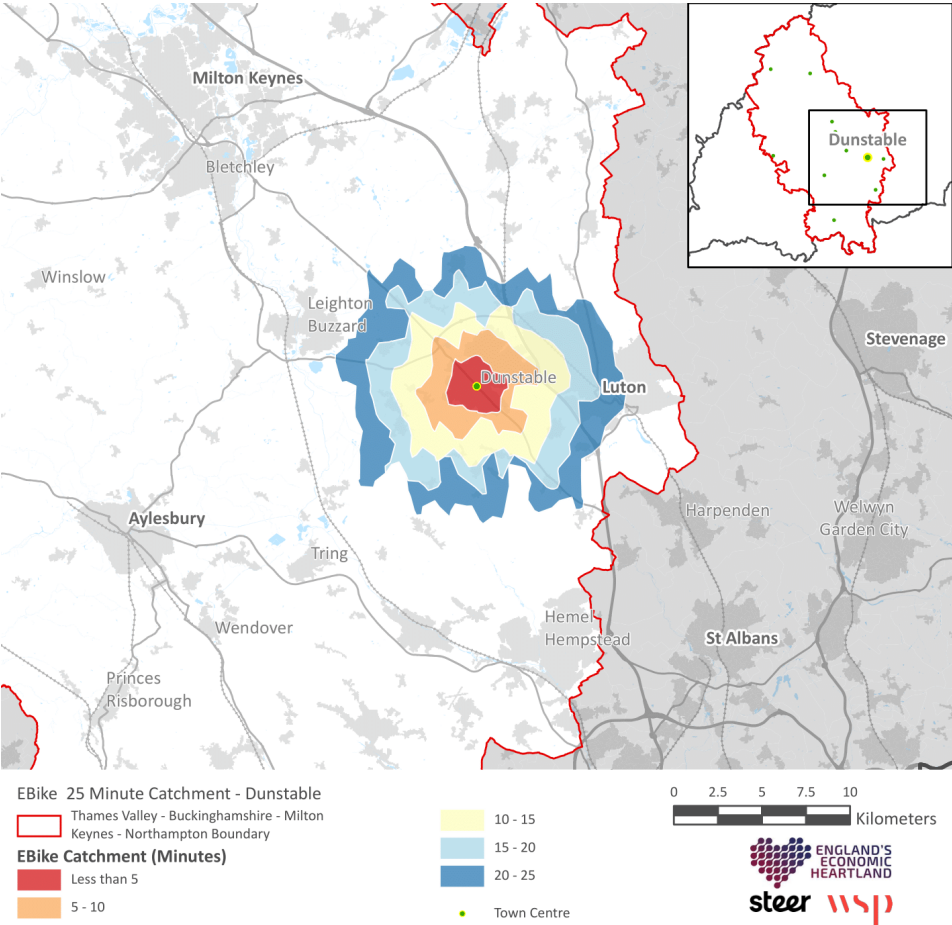 Milton Keynes
Bletchley
Winslow
Leighton
Buzzard
Dunstable
Luton
Dunstable
Stevenage
Aylesbury
Harpenden
Welwyn
Garden City
Tring
Wendover
Hemel
Hempstead
St Albans
Princes
Risborough
EBike 25 Minute Catchment - Dunstable
Thames Valley - Buckinghamshire - Milton
Keynes - Northampton Boundary
EBike Catchment (Minutes)
Less than 5
5 - 10
10 - 15
15 - 20
20 - 25
Town Centre
0 2.5 5 7.5 10
Kilometers
ENGLAND'S
ECONOMIC
HEARTLAND
steer wsp